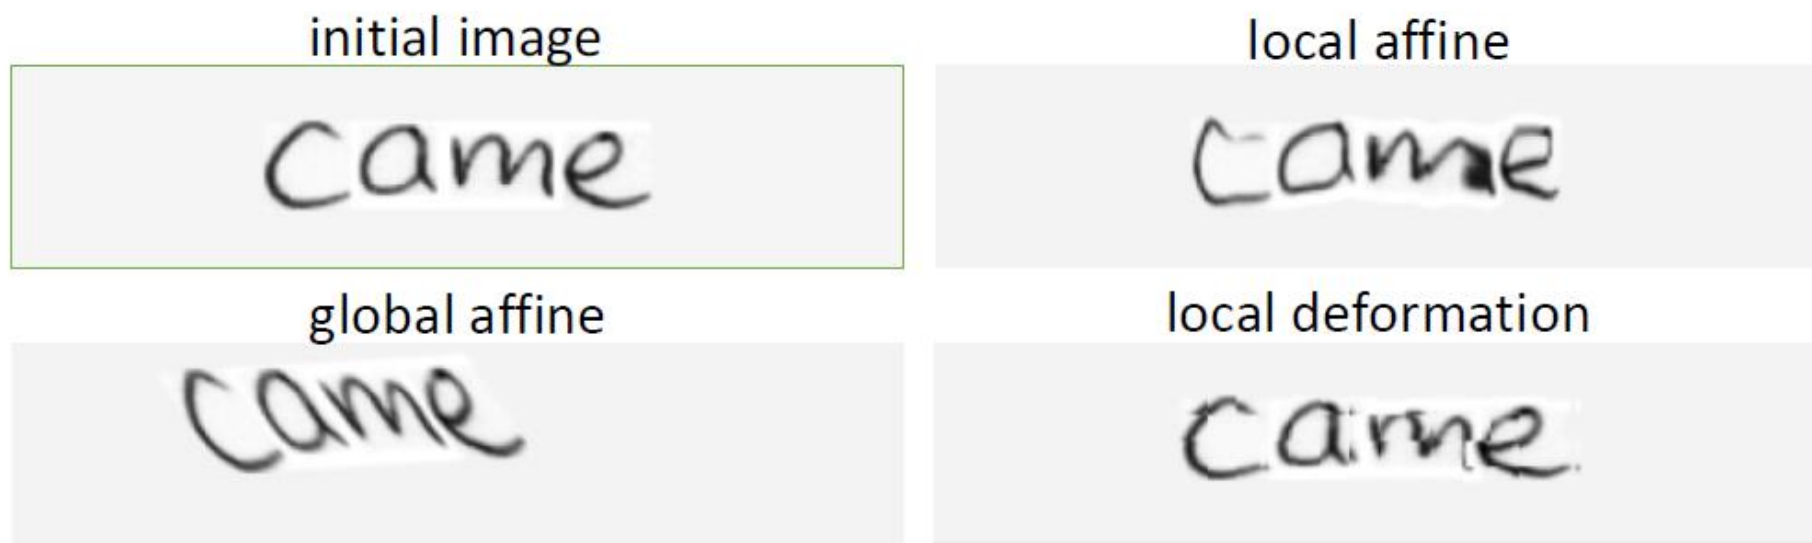 initial image
came
local affine
came
global affine
came
local deformation
came